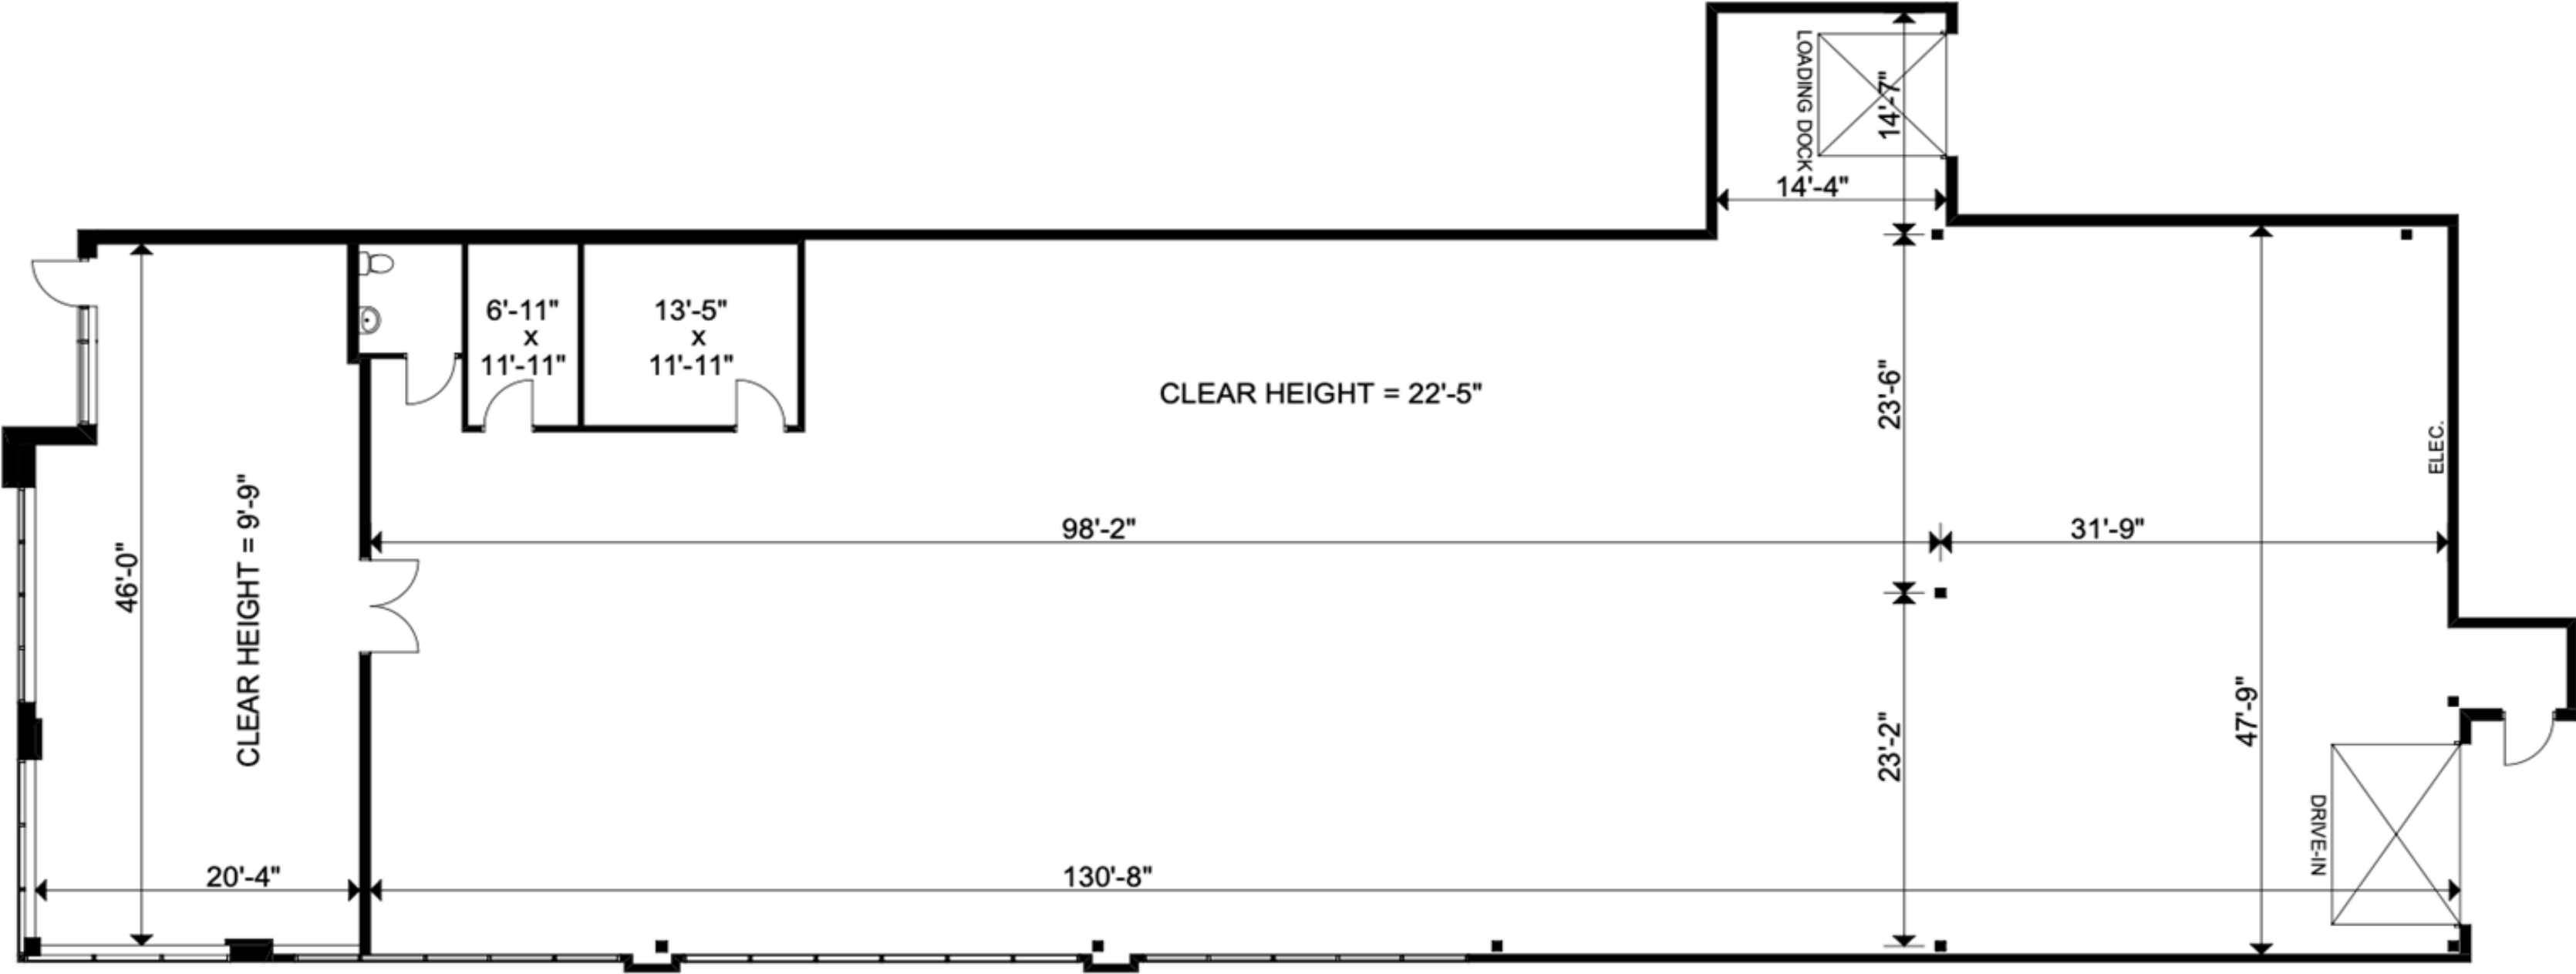 LOADING DOCK
14'-7"
14'-4"
6'-11"
x
11'-11"
13'-5"
x
11'-11"
CLEAR HEIGHT = 22'-5"
23'-6"
ELEC.
46'-0"
CLEAR HEIGHT = 9'-9"
98'-2"
31'-9"
23'-2"
47'-9"
DRIVE-IN
20'-4"
130'-8"